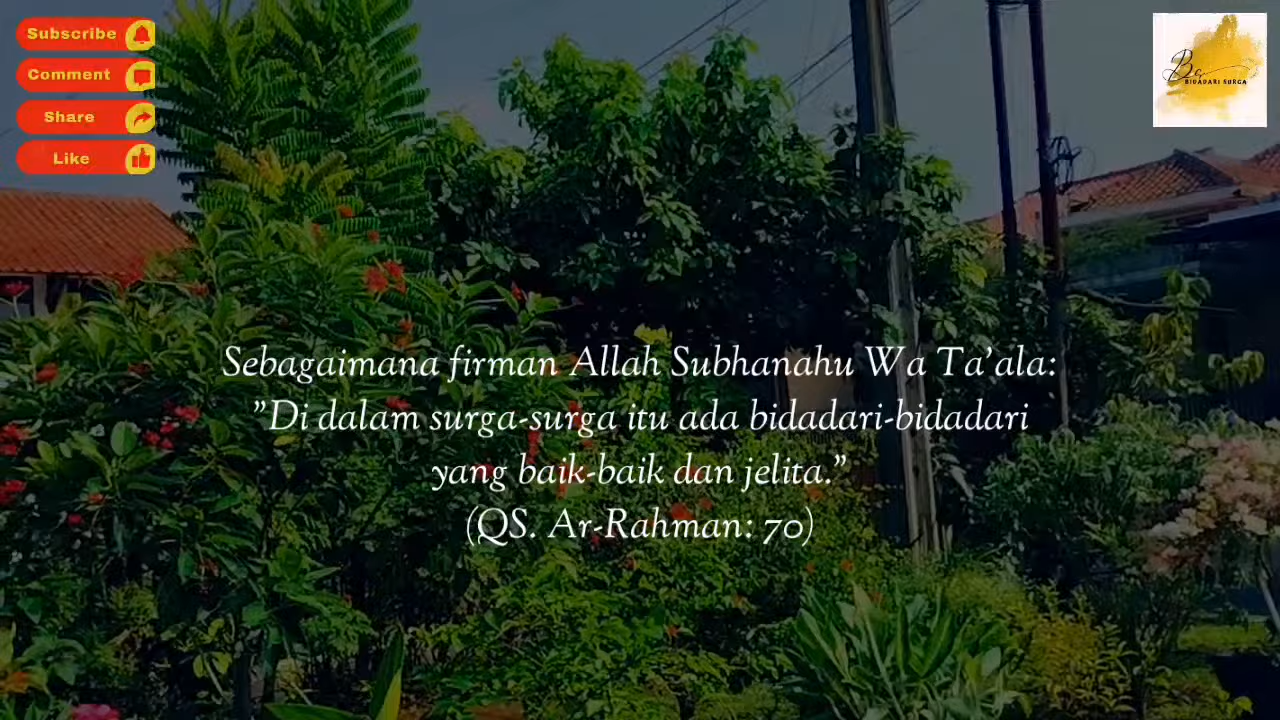 Subscribe
Comment
Share
Like
BIDADARI SURGA
Sebagaimana firman Allah Subhanahu Wa Ta’ala:
”Di dalam surga-surga itu ada bidadari-bidadari
yang baik-baik dan jelita.”
(QS. Ar-Rahman: 70)